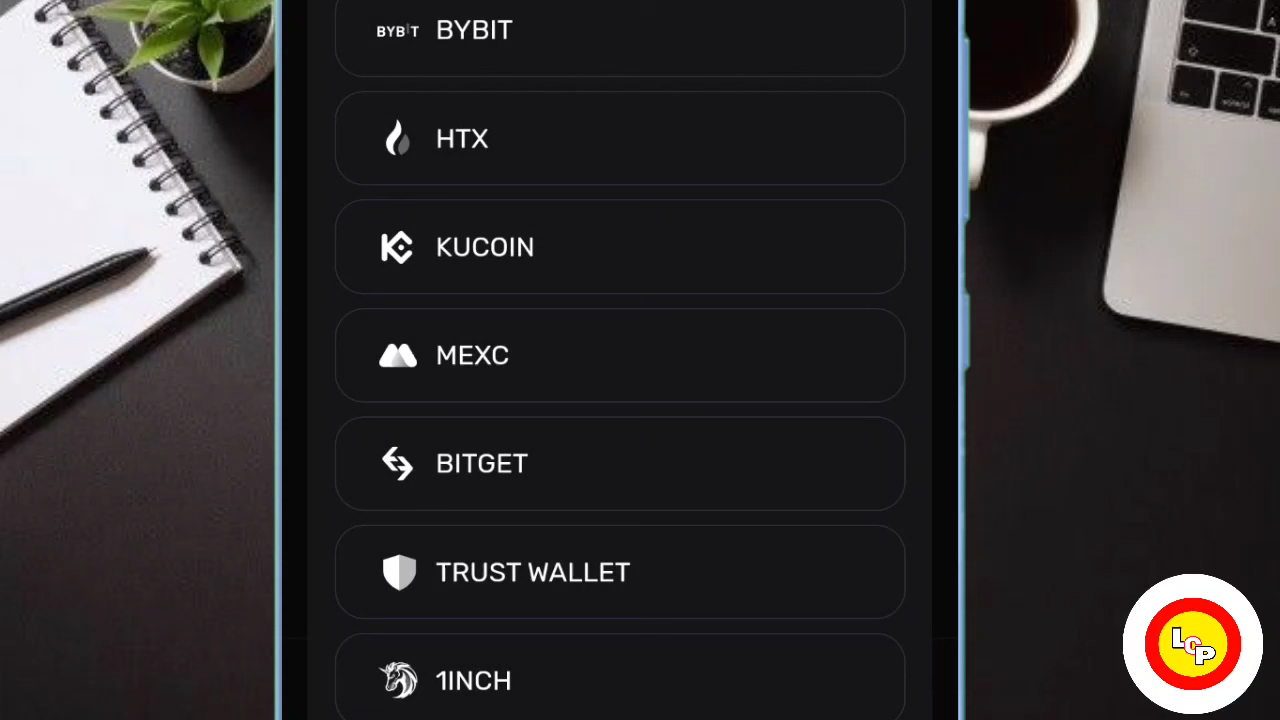 BYBIT BYBIT
HTX
KUCOIN
MEXC
BITGET
TRUST WALLET
1INCH
LCP